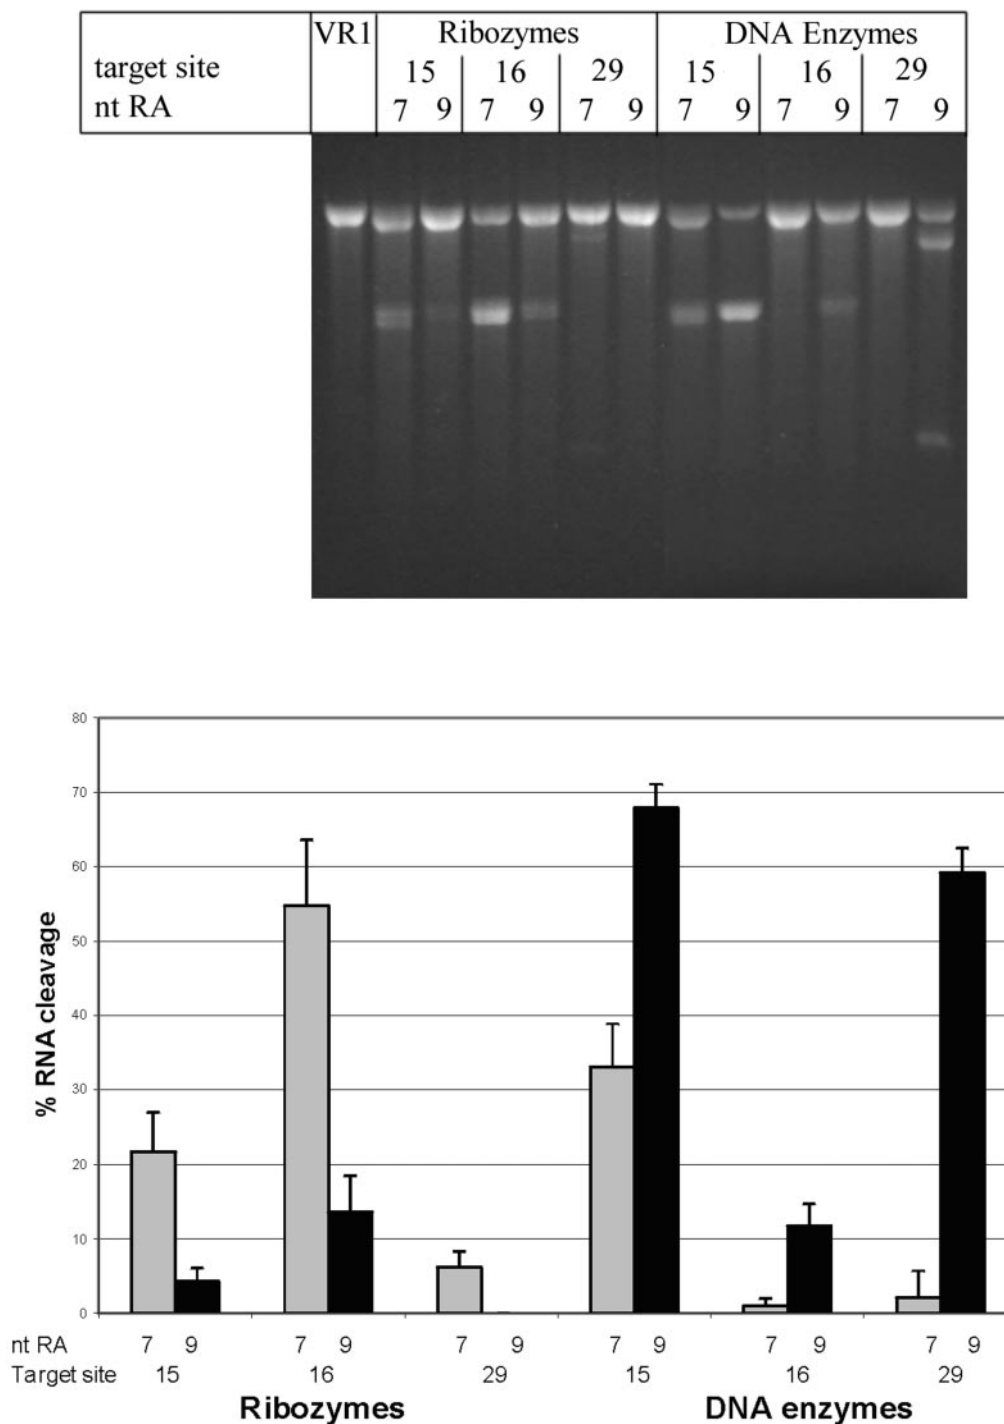 VR1 Ribozymes DNA Enzymes
target site 15 16 29 15 16 29
nt RA 7 9 7 9 7 9 7 9 7 9 7 9
80
70
60
50
40
30
20
10
0
% RNA cleavage
nt RA 7 9 7 9 7 9 7 9 7 9 7 9
Target site 15 16 29 15 16 29
Ribozymes DNA enzymes